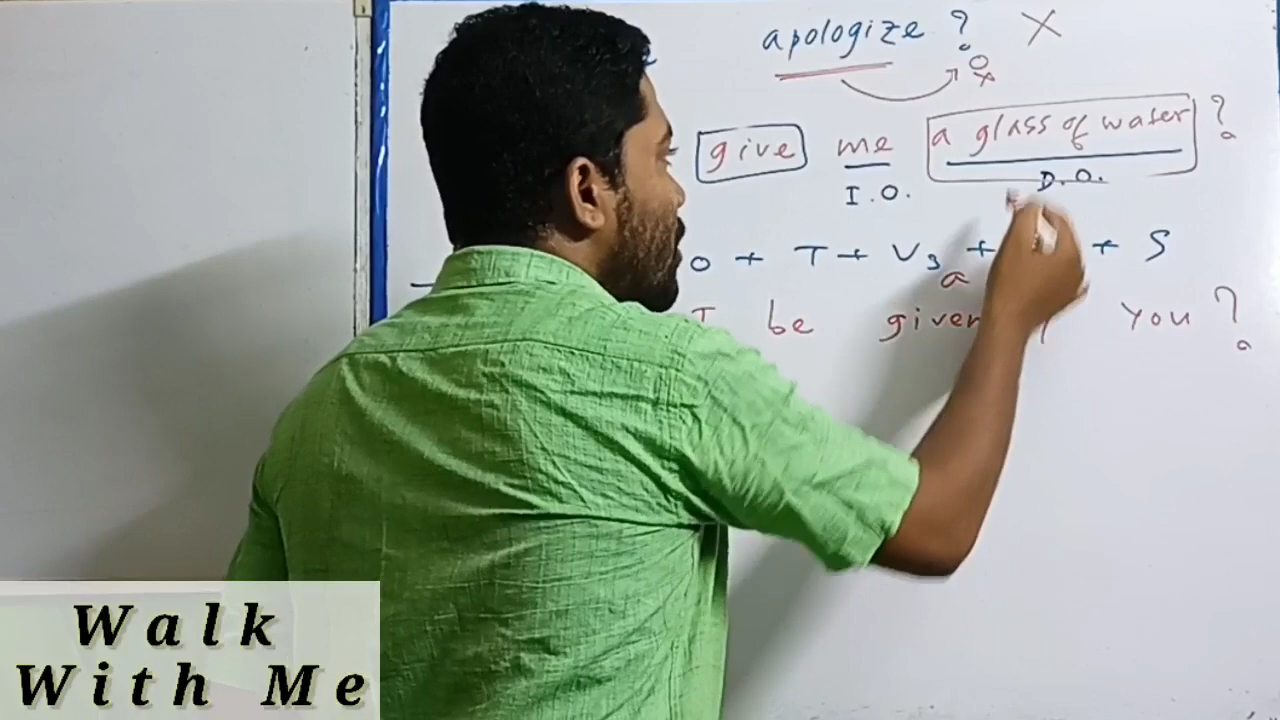 apologize ? X
O
x
give me a glass of water ?
I.O. D.O.
O + T + V3 + + S
a
I be given you ?
Walk
With Me